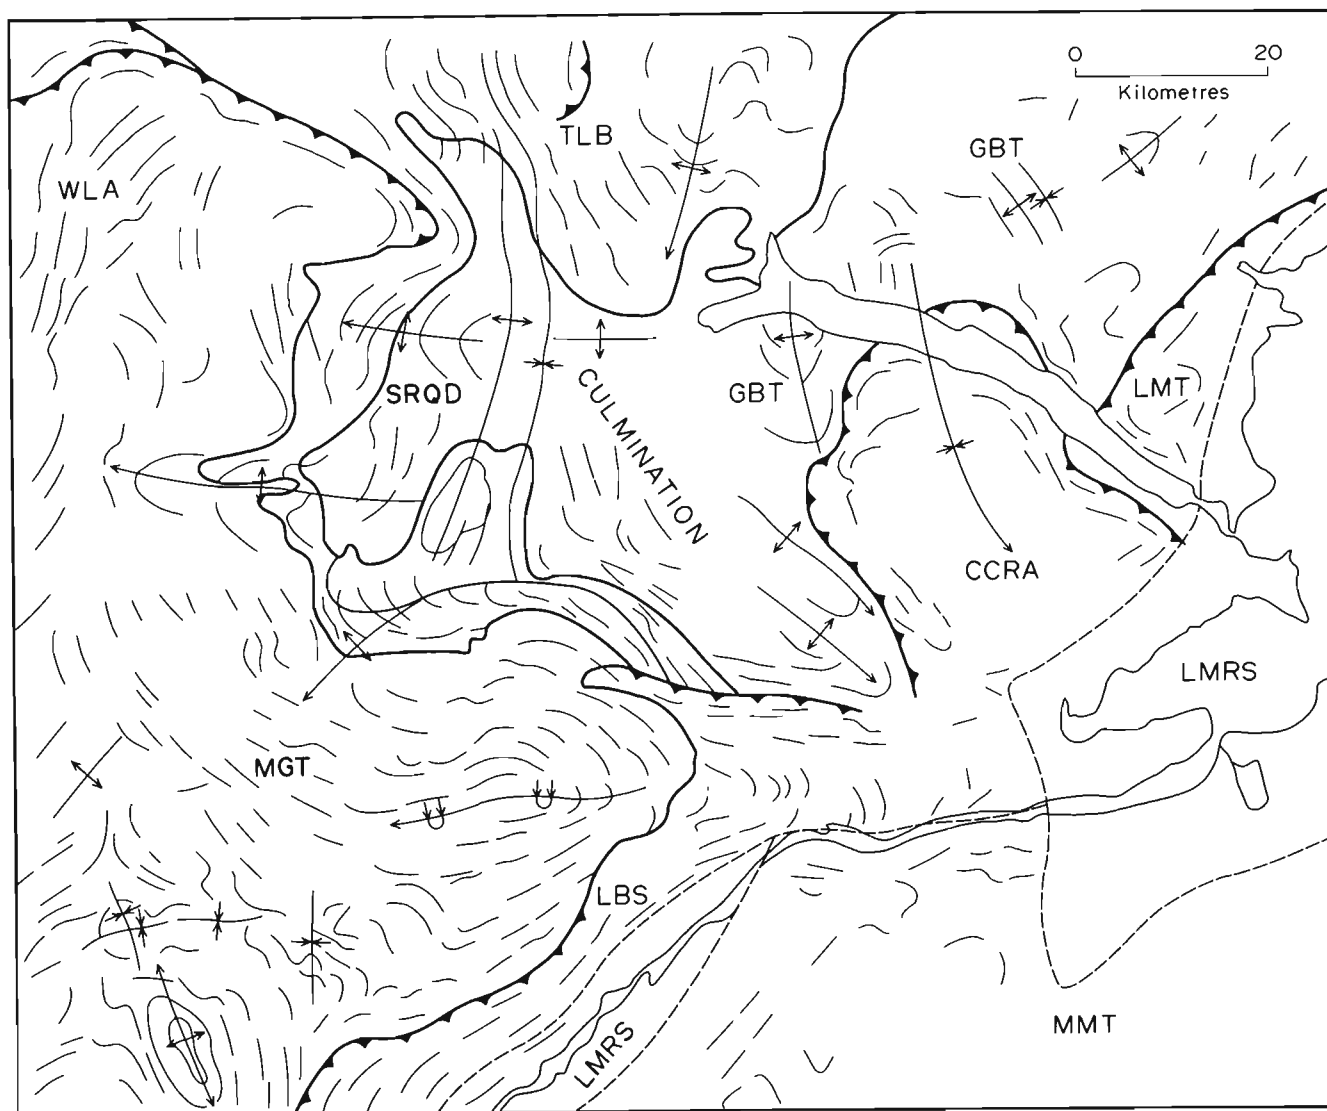 0 20
Kilometres
TLB
GBT
WLA
LMT
SRQD
GBT
CULMINATION
CCRA
LMRS
MGT
LBS
MMT
LMRS